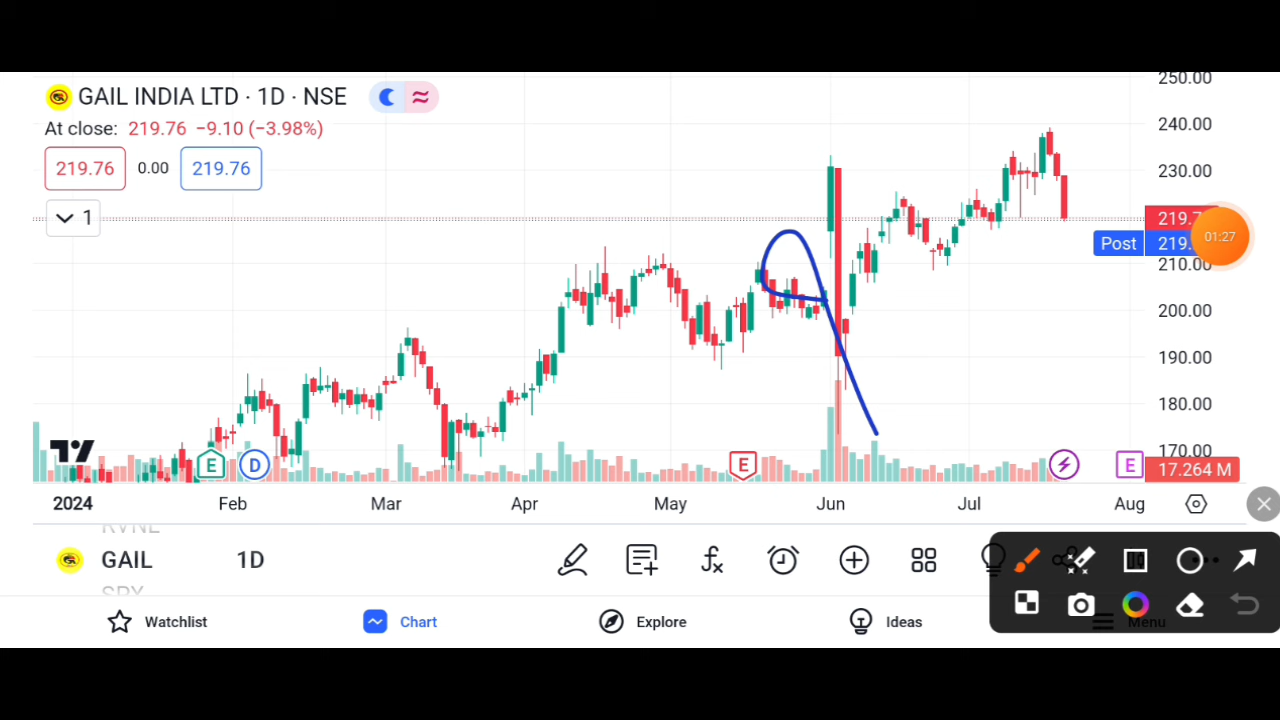 250.00
GAIL INDIA LTD · 1D · NSE
240.00
At close: 219.76 −9.10 (−3.98%)
219.76 0.00 219.76
230.00
1
219.7
01:27
Post 219.
210.00
200.00
190.00
180.00
170.00
E D E E
17.264 M
2024 Feb Mar Apr May Jun Jul Aug
RVNL
GAIL 1D
SPY
Watchlist Chart Explore Ideas Menu